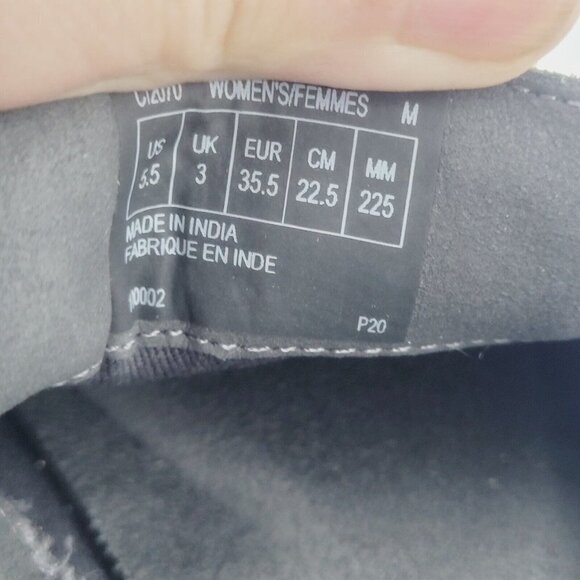 CI2070 WOMEN'S/FEMMES M
US UK EUR CM MM
5.5 3 35.5 22.5 225
MADE IN INDIA
FABRIQUE EN INDE
P20